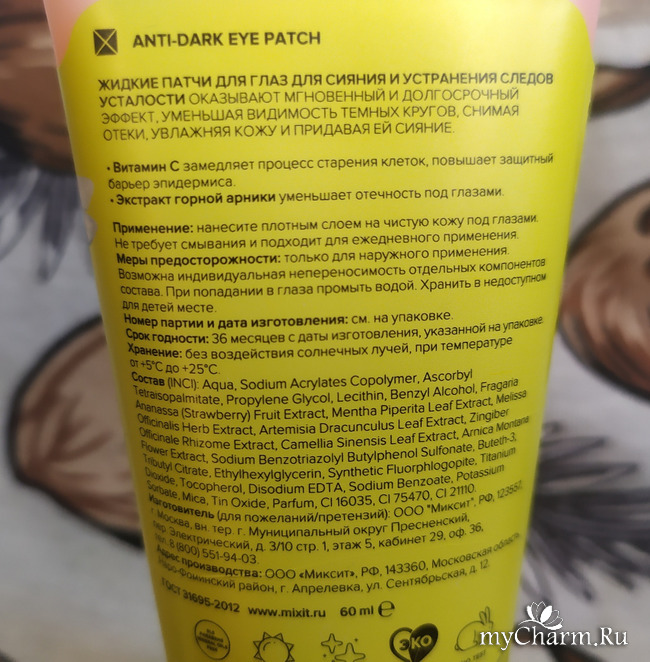 ANTI-DARK EYE PATCH
ЖИДКИЕ ПАТЧИ ДЛЯ ГЛАЗ ДЛЯ СИЯНИЯ И УСТРАНЕНИЯ СЛЕДОВ
УСТАЛОСТИ ОКАЗЫВАЮТ МГНОВЕННЫЙ И ДОЛГОСРОЧНЫЙ
ЭФФЕКТ, УМЕНЬШАЯ ВИДИМОСТЬ ТЕМНЫХ КРУГОВ, СНИМАЯ
ОТЕКИ, УВЛАЖНЯЯ КОЖУ И ПРИДАВАЯ ЕЙ СИЯНИЕ.
• Витамин С замедляет процесс старения клеток, повышает защитный
барьер эпидермиса.
• Экстракт горной арники уменьшает отечность под глазами.
Применение: нанесите плотным слоем на чистую кожу под глазами.
Не требует смывания и подходит для ежедневного применения.
Меры предосторожности: только для наружного применения.
Возможна индивидуальная непереносимость отдельных компонентов
состава. При попадании в глаза промыть водой. Хранить в недоступном
для детей месте.
Номер партии и дата изготовления: см. на упаковке.
Срок годности: 36 месяцев с даты изготовления, указанной на упаковке.
Хранение: без воздействия солнечных лучей, при температуре
от +5°С до +25°С.
Состав (INCI): Aqua, Sodium Acrylates Copolymer, Ascorbyl
Tetraisopalmitate, Propylene Glycol, Lecithin, Benzyl Alcohol, Fragaria
Ananassa (Strawberry) Fruit Extract, Mentha Piperita Leaf Extract, Melissa
Officinalis Herb Extract, Artemisia Dracunculus Leaf Extract, Zingiber
Officinale Rhizome Extract, Camellia Sinensis Leaf Extract, Arnica Montana
Flower Extract, Sodium Benzotriazolyl Butylphenol Sulfonate, Buteth-3,
Tributyl Citrate, Ethylhexylglycerin, Synthetic Fluorphlogopite, Titanium
Dioxide, Tocopherol, Disodium EDTA, Sodium Benzoate, Potassium
Sorbate, Mica, Tin Oxide, Parfum, CI 16035, CI 75470, CI 21110.
Изготовитель (для пожеланий/претензий): ООО "Миксит", РФ, 123557,
г. Москва, вн. тер. г. Муниципальный округ Пресненский,
пер Электрический, д. 3/10 стр. 1, этаж 5, кабинет 29, оф. 36,
тел. 8 (800) 551-94-03.
Адрес производства: ООО «Миксит», РФ, 143360, Московская область,
Наро-Фоминский район, г. Апрелевка, ул. Сентябрьская, д. 12.
ГОСТ 31695-2012 www.mixit.ru 60 ml e
ЭКО
myCharm.Ru